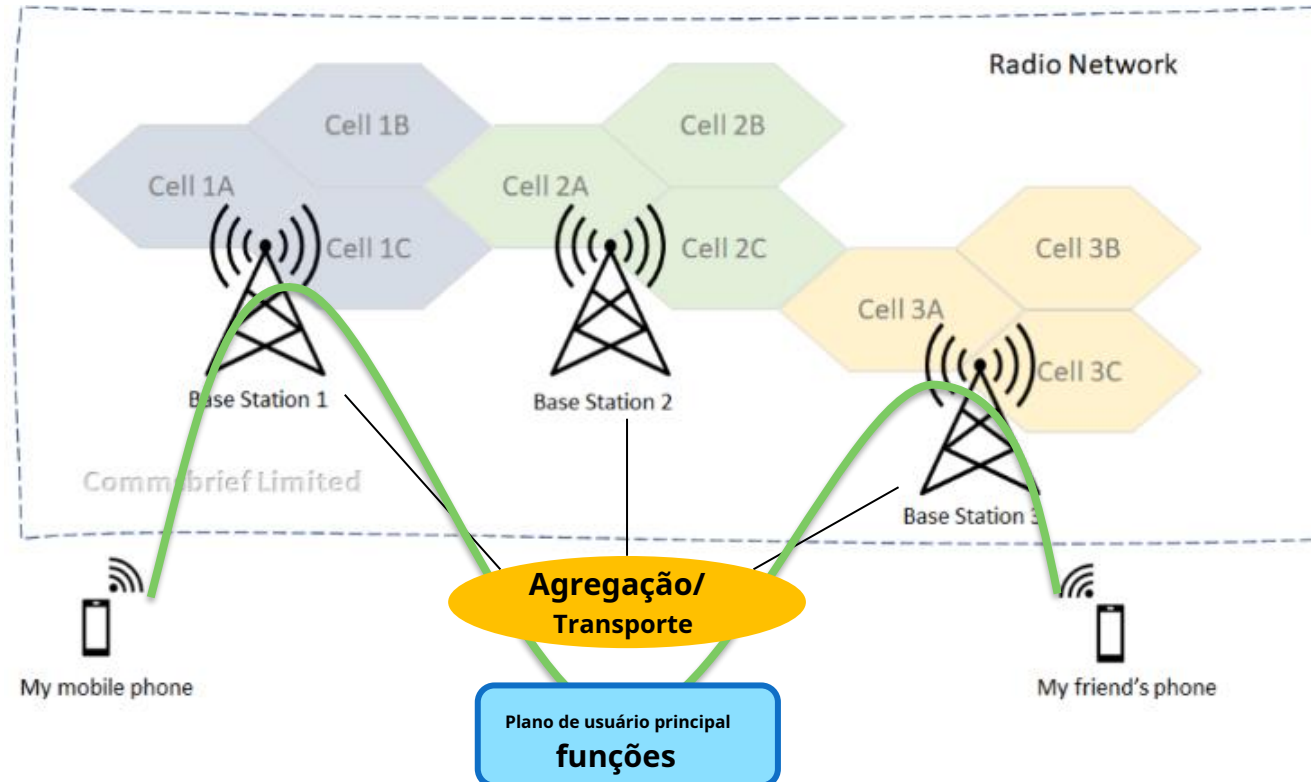 Radio Network
Cell 1B
Cell 2B
Cell 1A
Cell 2A
Cell 1C
Cell 2C
Cell 3B
Cell 3A
Cell 3C
Base Station 1
Base Station 2
Base Station 3
Commsbrief Limited
Agregação/
Transporte
My mobile phone
My friend's phone
Plano de usuário principal
funções